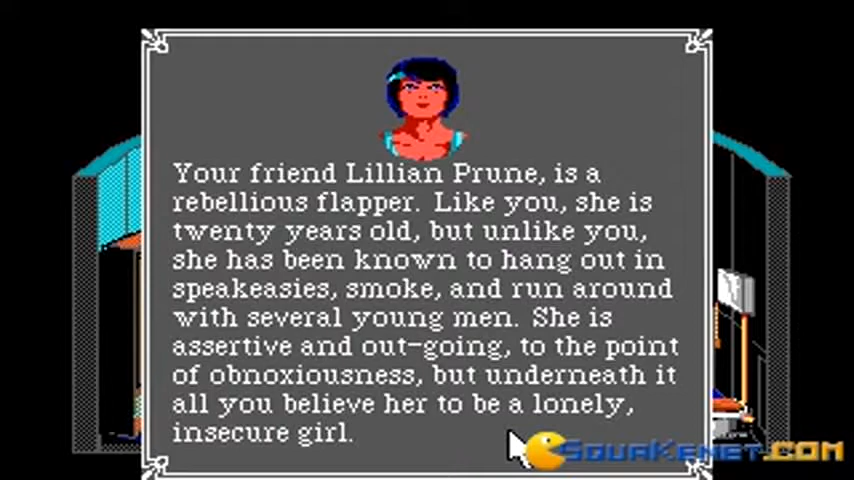 Your friend Lillian Prune, is a
rebellious flapper. Like you, she is
twenty years old, but unlike you,
she has been known to hang out in
speakeasies, smoke, and run around
with several young men. She is
assertive and out-going, to the point
of obnoxiousness, but underneath it
all you believe her to be a lonely,
insecure girl.
SQUAKENET.COM